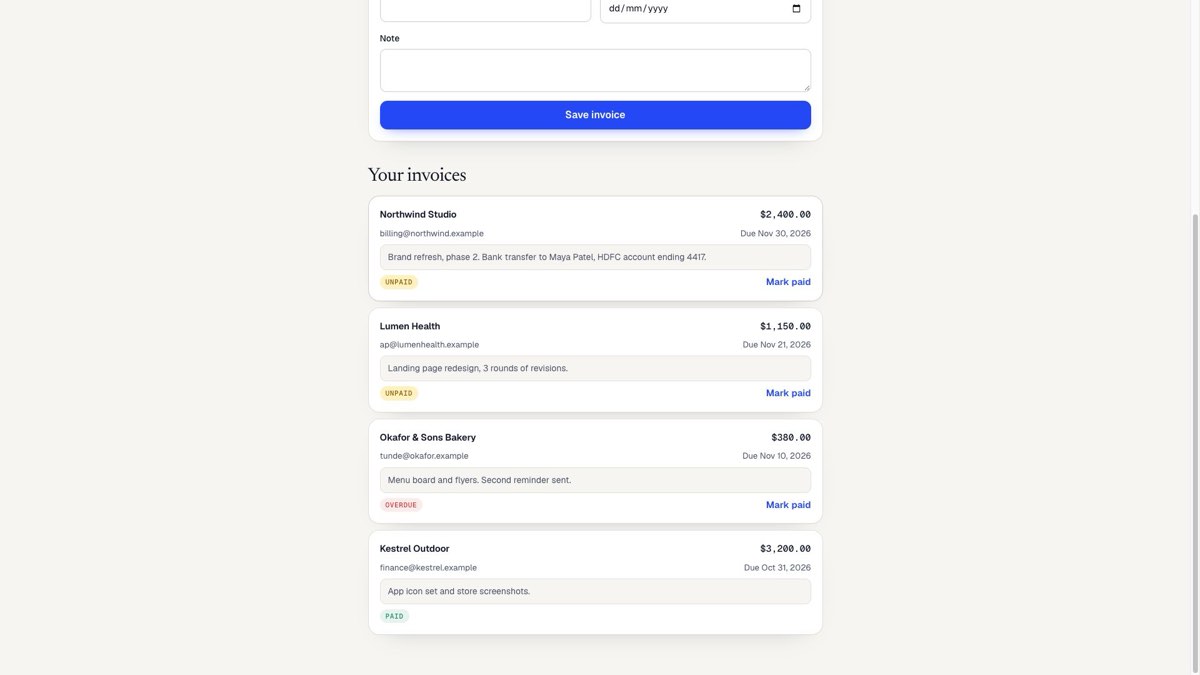 dd/mm/yyyy
Note
Save invoice
Your invoices
Northwind Studio $2,400.00
billing@northwind.example Due Nov 30, 2026
Brand refresh, phase 2. Bank transfer to Maya Patel, HDFC account ending 4417.
UNPAID Mark paid
Lumen Health $1,150.00
ap@lumenhealth.example Due Nov 21, 2026
Landing page redesign, 3 rounds of revisions.
UNPAID Mark paid
Okafor & Sons Bakery $380.00
tunde@okafor.example Due Nov 10, 2026
Menu board and flyers. Second reminder sent.
OVERDUE Mark paid
Kestrel Outdoor $3,200.00
finance@kestrel.example Due Oct 31, 2026
App icon set and store screenshots.
PAID